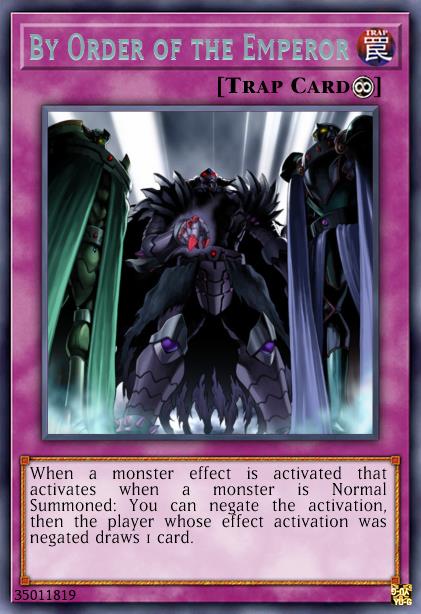 By Order of the Emperor
TRAP
罠
[Trap Card]
When a monster effect is activated that
activates when a monster is Normal
Summoned: You can negate the activation,
then the player whose effect activation was
negated draws 1 card.
35011819